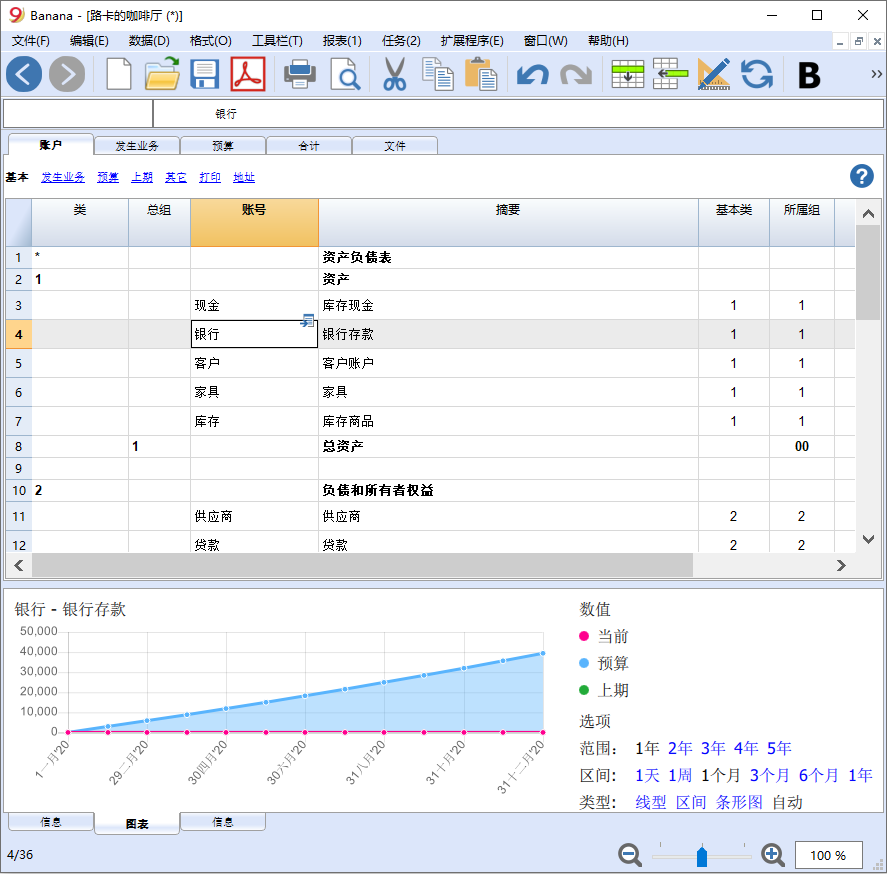 Banana - [路卡的咖啡厅 (*)]
文件(F) 编辑(E) 数据(D) 格式(O) 工具栏(T) 报表(1) 任务(2) 扩展程序(E) 窗口(W) 帮助(H)
B
银行
账户 发生业务 预算 合计 文件
基本 发生业务 预算 上期 其它 打印 地址
类 总组 账号 摘要 基本类 所属组
1 * 资产负债表
2 1 资产
3 现金 库存现金 1 1
4 银行 银行存款 1 1
5 客户 客户账户 1 1
6 家具 家具 1 1
7 库存 库存商品 1 1
8 1 总资产 00
9
10 2 负债和所有者权益
11 供应商 供应商 2 2
12 贷款 贷款 2 2
银行 - 银行存款
50,000
40,000
30,000
20,000
10,000
0
1一月'20 29二月'20 30四月'20 30六月'20 31八月'20 31十月'20 31十二月'20
数值
当前
预算
上期
选项
范围: 1年 2年 3年 4年 5年
区间: 1天 1周 1个月 3个月 6个月 1年
类型: 线型 区间 条形图 自动
信息 图表 信息
4/36
100 %